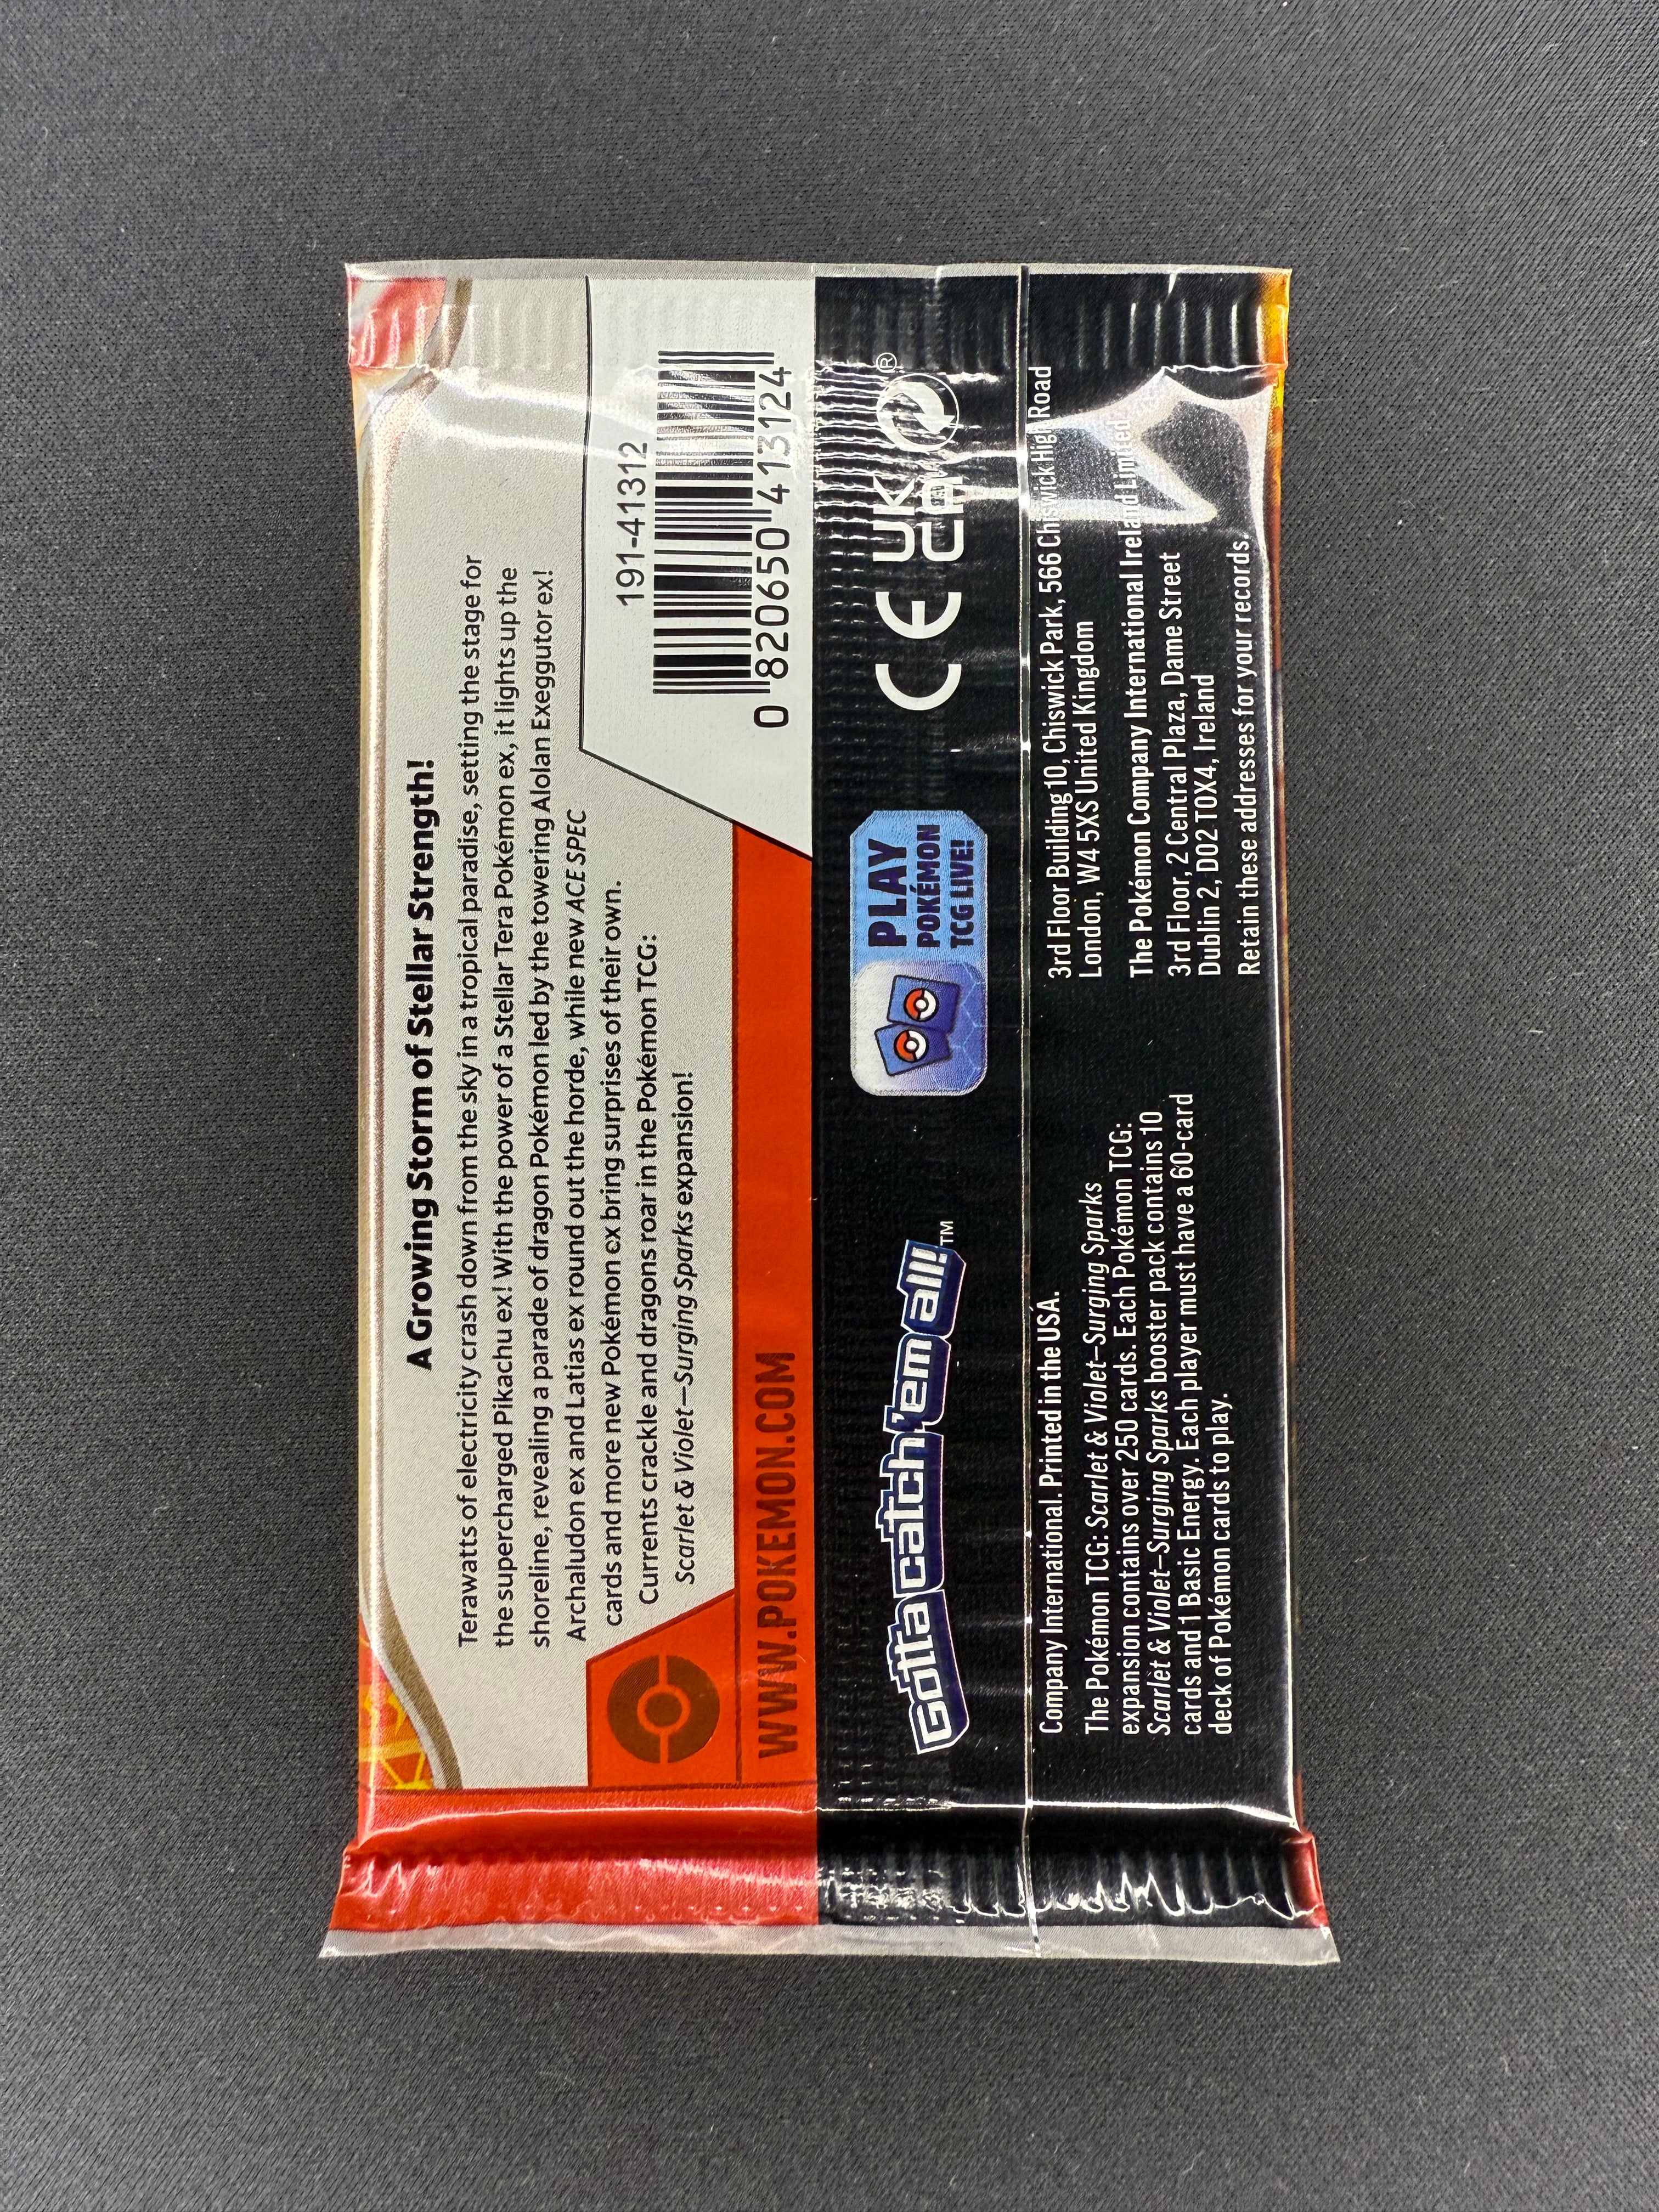 A Growing Storm of Stellar Strength!
Terawatts of electricity crash down from the sky in a tropical paradise, setting the stage for
the supercharged Pikachu ex! With the power of a Stellar Tera Pokémon ex, it lights up the
shoreline, revealing a parade of dragon Pokémon led by the towering Alolan Exeggutor ex!
Archaludon ex and Latias ex round out the horde, while new ACE SPEC
cards and more new Pokémon ex bring surprises of their own.
Currents crackle and dragons roar in the Pokémon TCG:
Scarlet & Violet—Surging Sparks expansion!
191-41312
0 820650 413124
WWW.POKEMON.COM
Gotta catch 'em all!™
PLAY
POKÉMON
TCG LIVE!
CE UK
CA
®
Company International. Printed in the USA.
The Pokémon TCG: Scarlet & Violet—Surging Sparks
expansion contains over 250 cards. Each Pokémon TCG:
Scarlet & Violet—Surging Sparks booster pack contains 10
cards and 1 Basic Energy. Each player must have a 60-card
deck of Pokémon cards to play.
3rd Floor Building 10, Chiswick Park, 566 Chiswick High Road
London, W4 5XS United Kingdom
The Pokémon Company International Ireland Limited
3rd Floor, 2 Central Plaza, Dame Street
Dublin 2, D02 T0X4, Ireland
Retain these addresses for your records.